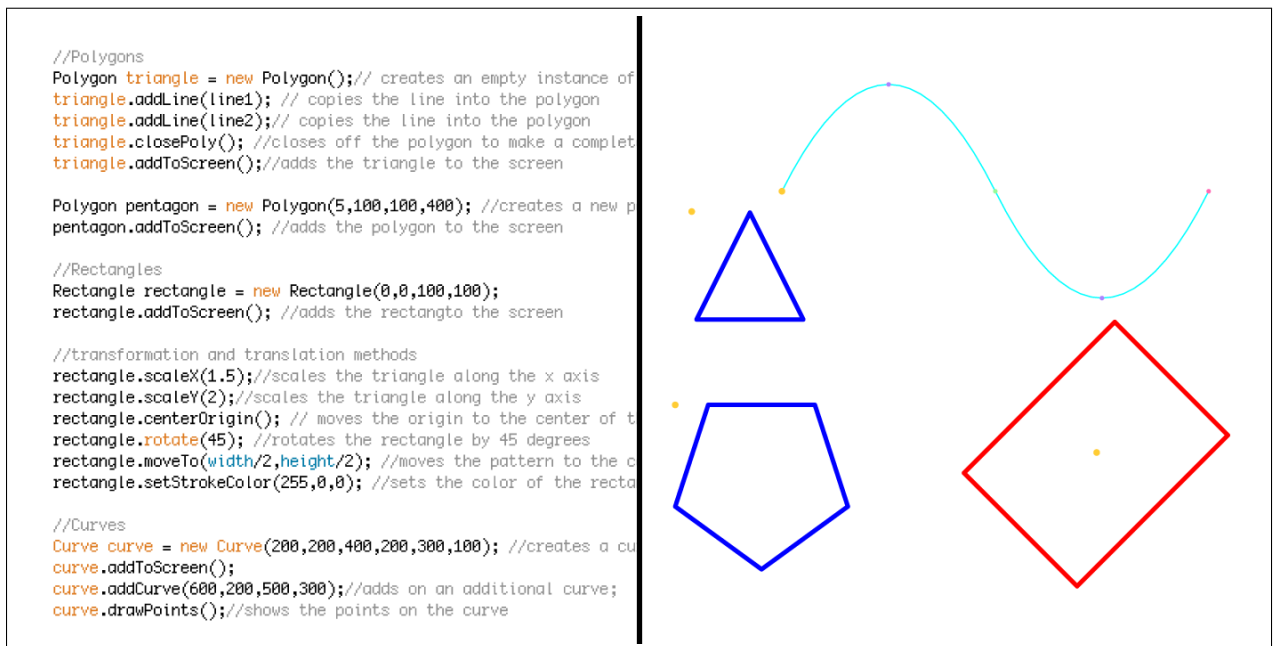 //Polygons
Polygon triangle = new Polygon();// creates an empty instance of
triangle.addLine(line1); // copies the line into the polygon
triangle.addLine(line2);// copies the line into the polygon
triangle.closePoly(); //closes off the polygon to make a complet
triangle.addToScreen();//adds the triangle to the screen
Polygon pentagon = new Polygon(5,100,100,400); //creates a new p
pentagon.addToScreen(); //adds the polygon to the screen
//Rectangles
Rectangle rectangle = new Rectangle(0,0,100,100);
rectangle.addToScreen(); //adds the rectangto the screen
//transformation and translation methods
rectangle.scaleX(1.5);//scales the triangle along the x axis
rectangle.scaleY(2);//scales the triangle along the y axis
rectangle.centerOrigin(); // moves the origin to the center of t
rectangle.rotate(45); //rotates the rectangle by 45 degrees
rectangle.moveTo(width/2,height/2); //moves the pattern to the c
rectangle.setStrokeColor(255,0,0); //sets the color of the recta
//Curves
Curve curve = new Curve(200,200,400,200,300,100); //creates a cu
curve.addToScreen();
curve.addCurve(600,200,500,300);//adds on an additional curve;
curve.drawPoints();//shows the points on the curve